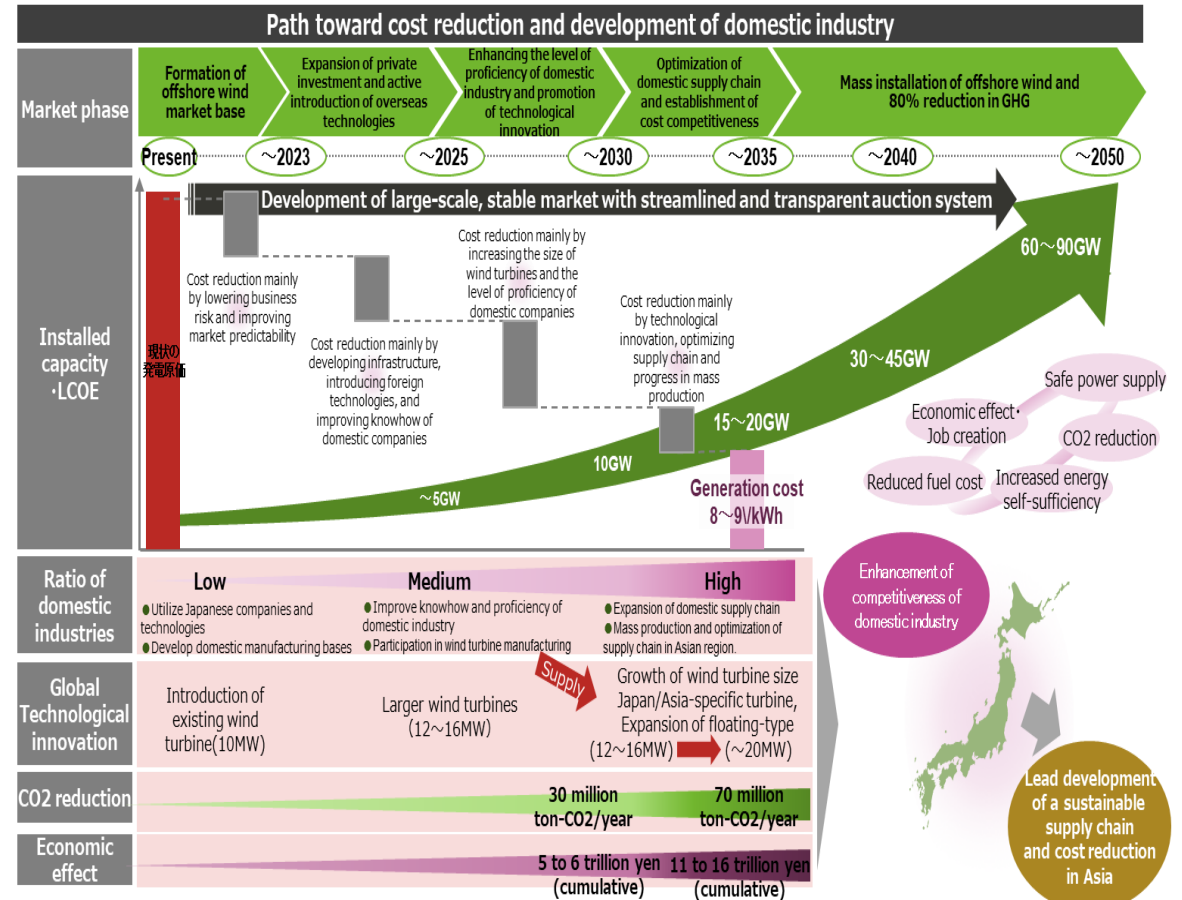 Path toward cost reduction and development of domestic industry
Market phase
Formation of
offshore wind
market base
Expansion of private
investment and active
introduction of overseas
technologies
Enhancing the level of
proficiency of domestic
industry and promotion
of technological
innovation
Optimization of
domestic supply chain
and establishment of
cost competitiveness
Mass installation of offshore wind and
80% reduction in GHG
Present
～2023
～2025
～2030
～2035
～2040
～2050
Installed
capacity
・LCOE
Development of large-scale, stable market with streamlined and transparent auction system
現状の
発電原価
Cost reduction mainly
by lowering business
risk and improving
market predictability
Cost reduction mainly by
developing infrastructure,
introducing foreign
technologies, and
improving knowhow of
domestic companies
Cost reduction mainly by
increasing the size of
wind turbines and the
level of proficiency of
domestic companies
Cost reduction mainly
by technological
innovation, optimizing
supply chain and
progress in mass
production
～5GW
10GW
15～20GW
30～45GW
60～90GW
Generation cost
8～9\/kWh
Safe power supply
Economic effect・
Job creation
CO2 reduction
Reduced fuel cost
Increased energy
self-sufficiency
Ratio of
domestic
industries
Low
●Utilize Japanese companies and
technologies
●Develop domestic manufacturing bases
Medium
●Improve knowhow and proficiency of
domestic industry
●Participation in wind turbine manufacturing
High
●Expansion of domestic supply chain
●Mass production and optimization of
supply chain in Asian region.
Enhancement of
competitiveness of
domestic industry
Global
Technological
innovation
Introduction of
existing wind
turbine(10MW)
Larger wind turbines
(12～16MW)
Supply
Growth of wind turbine size
Japan/Asia-specific turbine,
Expansion of floating-type
(12～16MW) (～20MW)
CO2 reduction
30 million
ton-CO2/year
70 million
ton-CO2/year
Economic
effect
5 to 6 trillion yen
(cumulative)
11 to 16 trillion yen
(cumulative)
Lead development
of a sustainable
supply chain
and cost reduction
in Asia